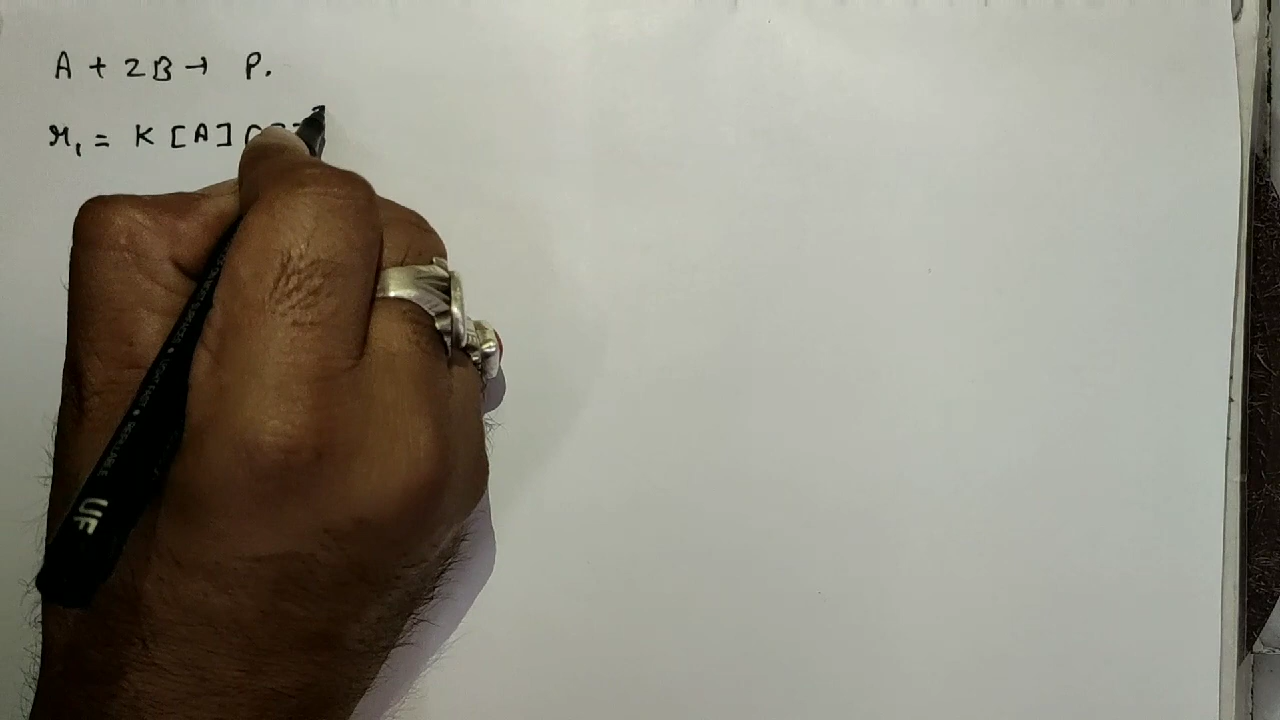 A + 2B → P.
r₁ = K [A]
UF